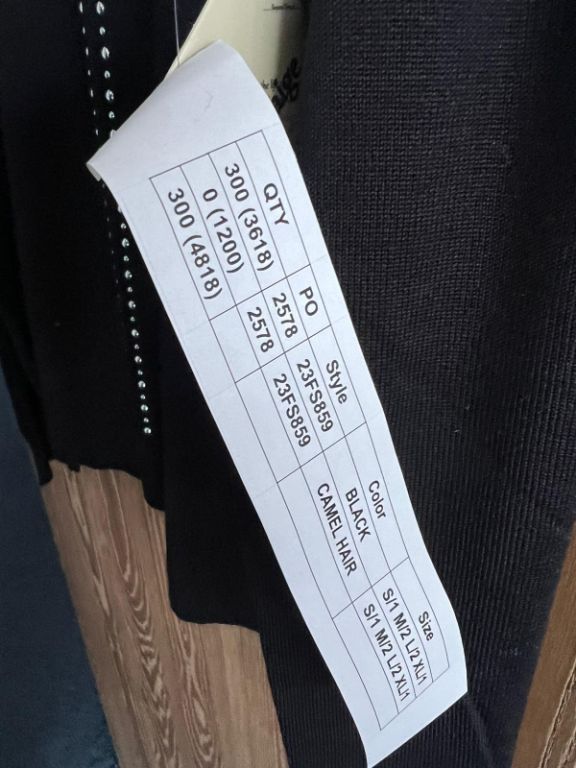 QTY PO Style Color Size
300 (3618) 2578 23FS859 BLACK S/1 M/2 L/2 XL/1
0 (1200) 2578 23FS859 CAMEL HAIR S/1 M/2 L/2 XL/1
300 (4818)